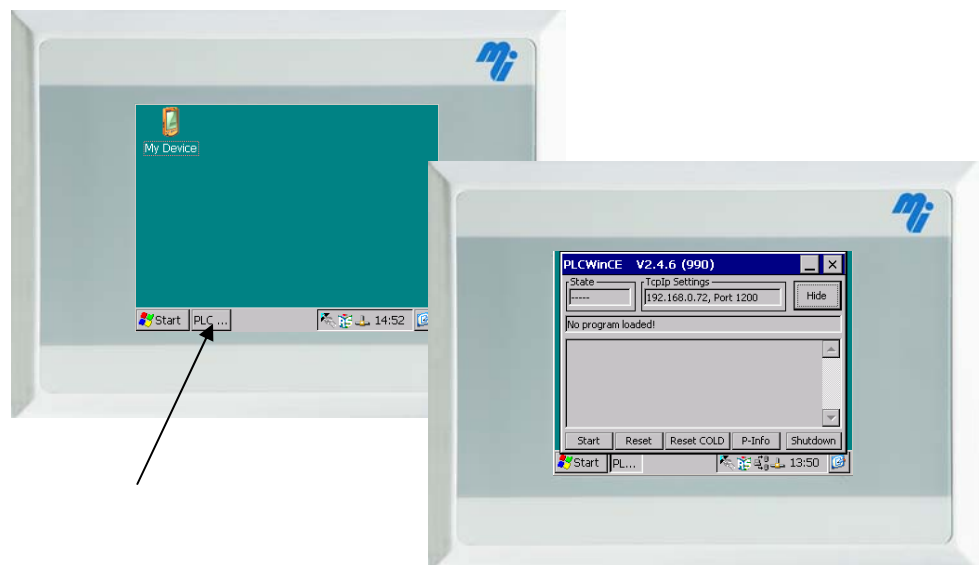 My Device
Start PLC ... 14:52
PLCWinCE V2.4.6 (990)
State TcpIp Settings
----- 192.168.0.72, Port 1200 Hide
No program loaded!
Start Reset Reset COLD P-Info Shutdown
Start PL... 13:50